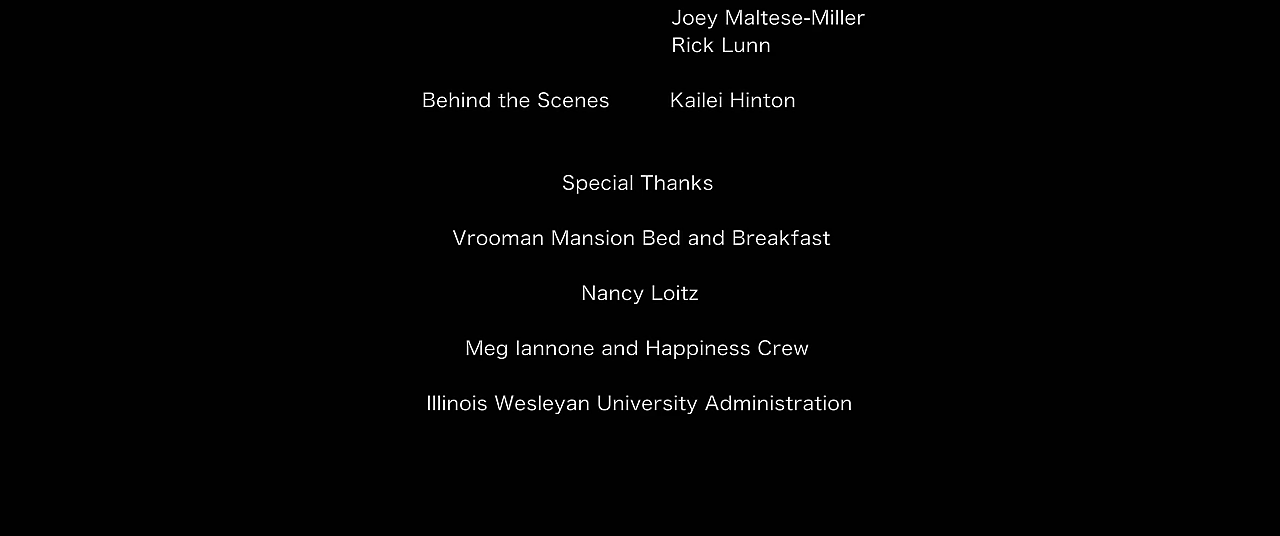 Joey Maltese-Miller
Rick Lunn
Behind the Scenes Kailei Hinton
Special Thanks
Vrooman Mansion Bed and Breakfast
Nancy Loitz
Meg Iannone and Happiness Crew
Illinois Wesleyan University Administration